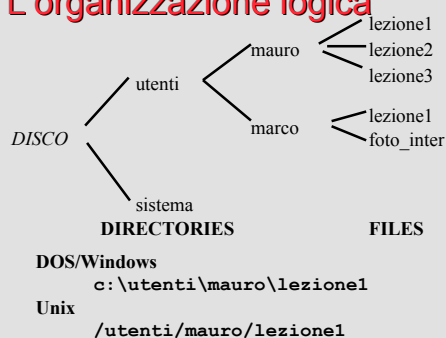 L'organizzazione logica
lezione1
mauro
lezione2
utenti
lezione3
lezione1
marco
DISCO
foto_inter
sistema
DIRECTORIES FILES
DOS/Windows
c:\utenti\mauro\lezione1
Unix
/utenti/mauro/lezione1